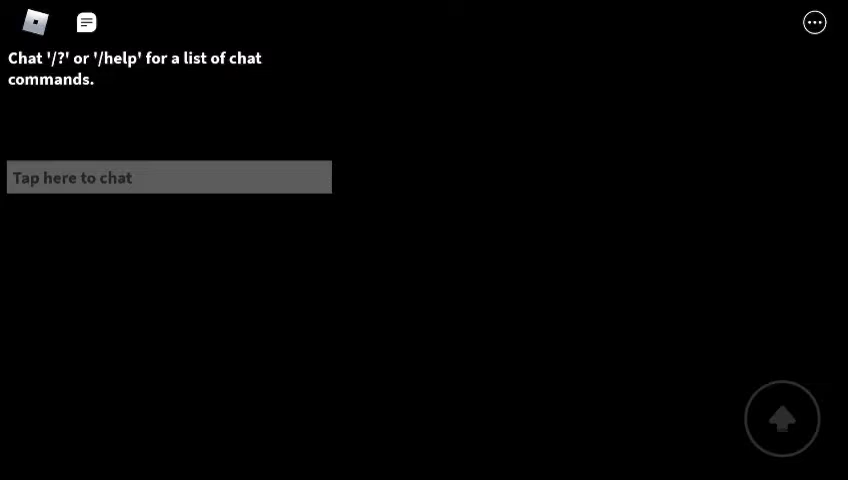 Chat '/?' or '/help' for a list of chat
commands.
Tap here to chat